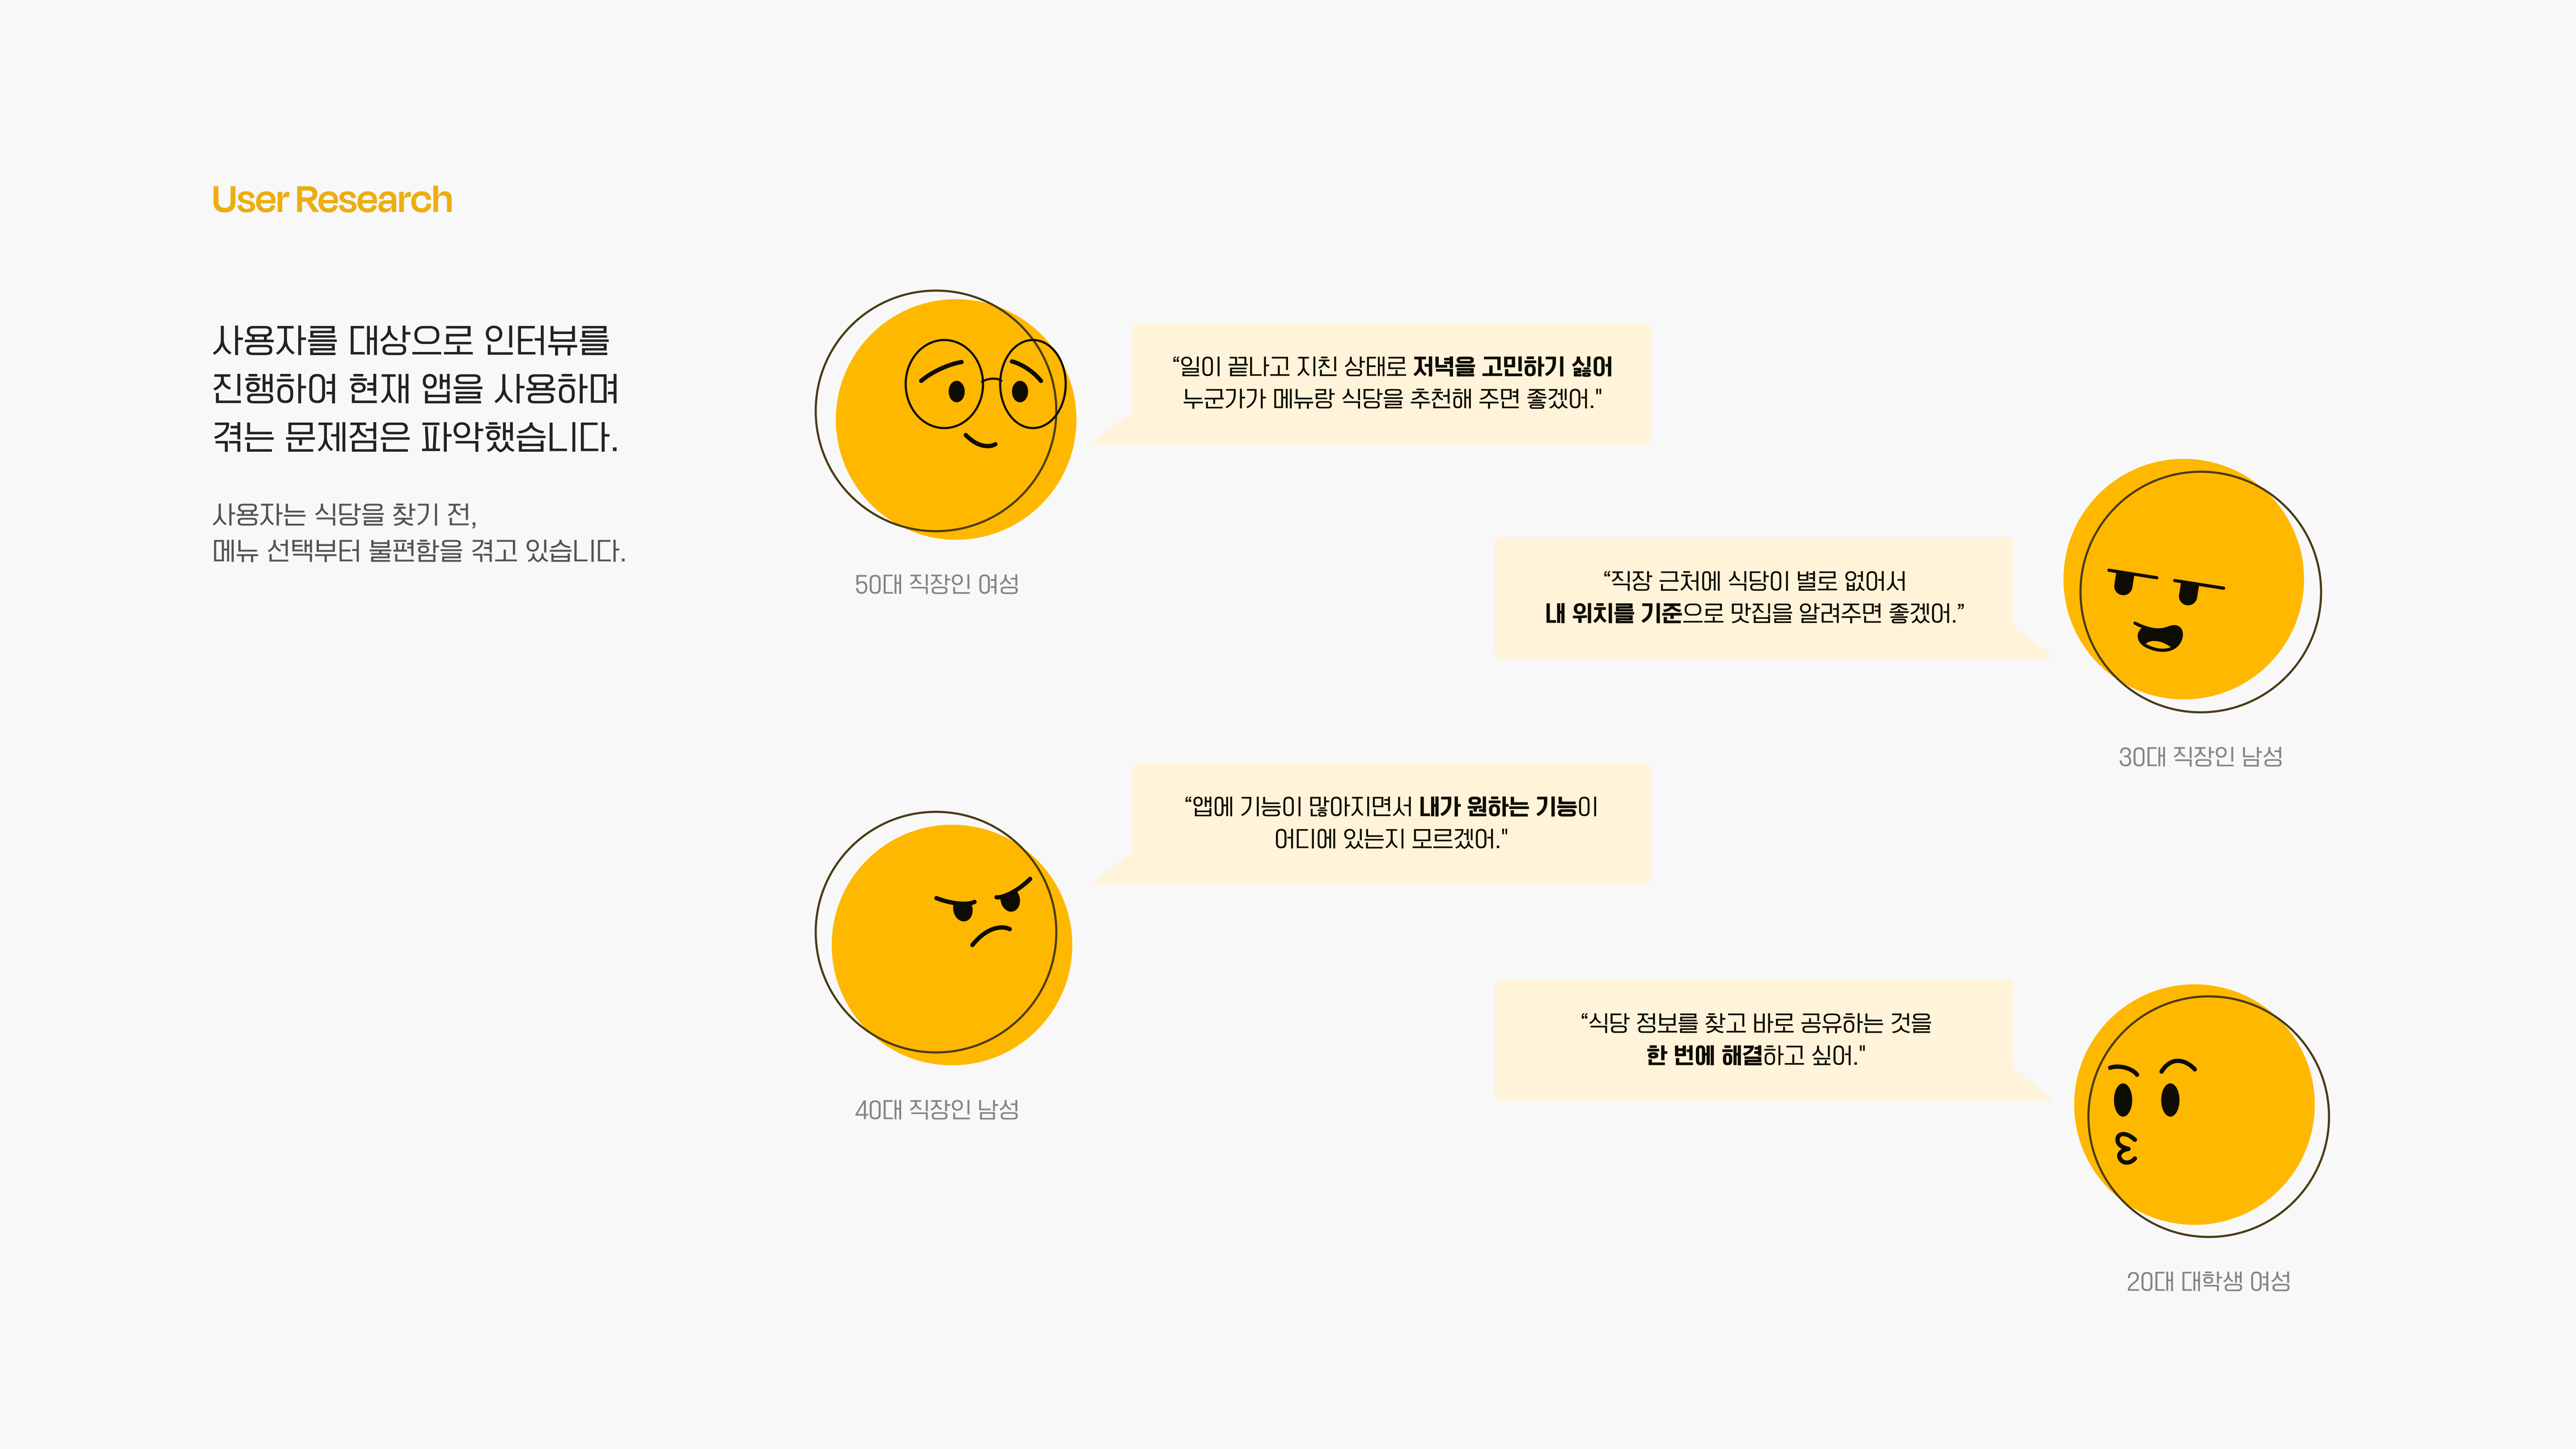 User Research
사용자를 대상으로 인터뷰를
진행하여 현재 앱을 사용하며
겪는 문제점은 파악했습니다.
사용자는 식당을 찾기 전,
메뉴 선택부터 불편함을 겪고 있습니다.
“일이 끝나고 지친 상태로 저녁을 고민하기 싫어
누군가가 메뉴랑 식당을 추천해 주면 좋겠어."
50대 직장인 여성
“직장 근처에 식당이 별로 없어서
내 위치를 기준으로 맛집을 알려주면 좋겠어.”
30대 직장인 남성
“앱에 기능이 많아지면서 내가 원하는 기능이
어디에 있는지 모르겠어."
40대 직장인 남성
“식당 정보를 찾고 바로 공유하는 것을
한 번에 해결하고 싶어."
20대 대학생 여성